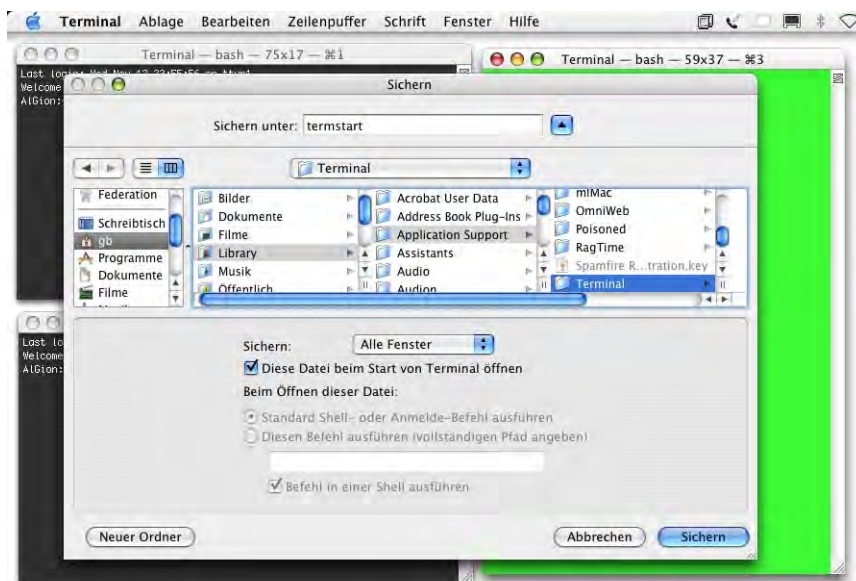 Terminal Ablage Bearbeiten Zeilenpuffer Schrift Fenster Hilfe
Terminal — bash — 75x17 — ⌘1
Terminal — bash — 59x37 — ⌘3
Welcome
AlGion:
Sichern
Sichern unter: termstart
Terminal
Federation
Schreibtisch
gb
Programme
Dokumente
Filme
Bilder
Dokumente
Filme
Library
Musik
Öffentlich
Acrobat User Data
Address Book Plug-Ins
Application Support
Assistants
Audio
Audion
mIMac
OmniWeb
Poisoned
RagTime
Spamfire R...tration.key
Terminal
Last lo
Welcome
AlGion:
Sichern: Alle Fenster
Diese Datei beim Start von Terminal öffnen
Beim Öffnen dieser Datei:
Standard Shell- oder Anmelde-Befehl ausführen
Diesen Befehl ausführen (vollständigen Pfad angeben)
Befehl in einer Shell ausführen
Neuer Ordner
Abbrechen
Sichern